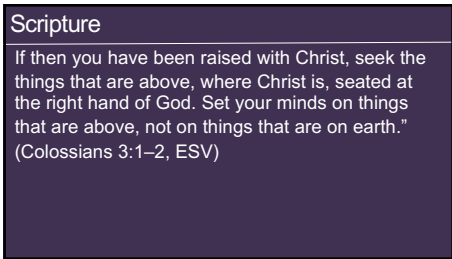 Scripture
If then you have been raised with Christ, seek the
things that are above, where Christ is, seated at
the right hand of God. Set your minds on things
that are above, not on things that are on earth.”
(Colossians 3:1–2, ESV)